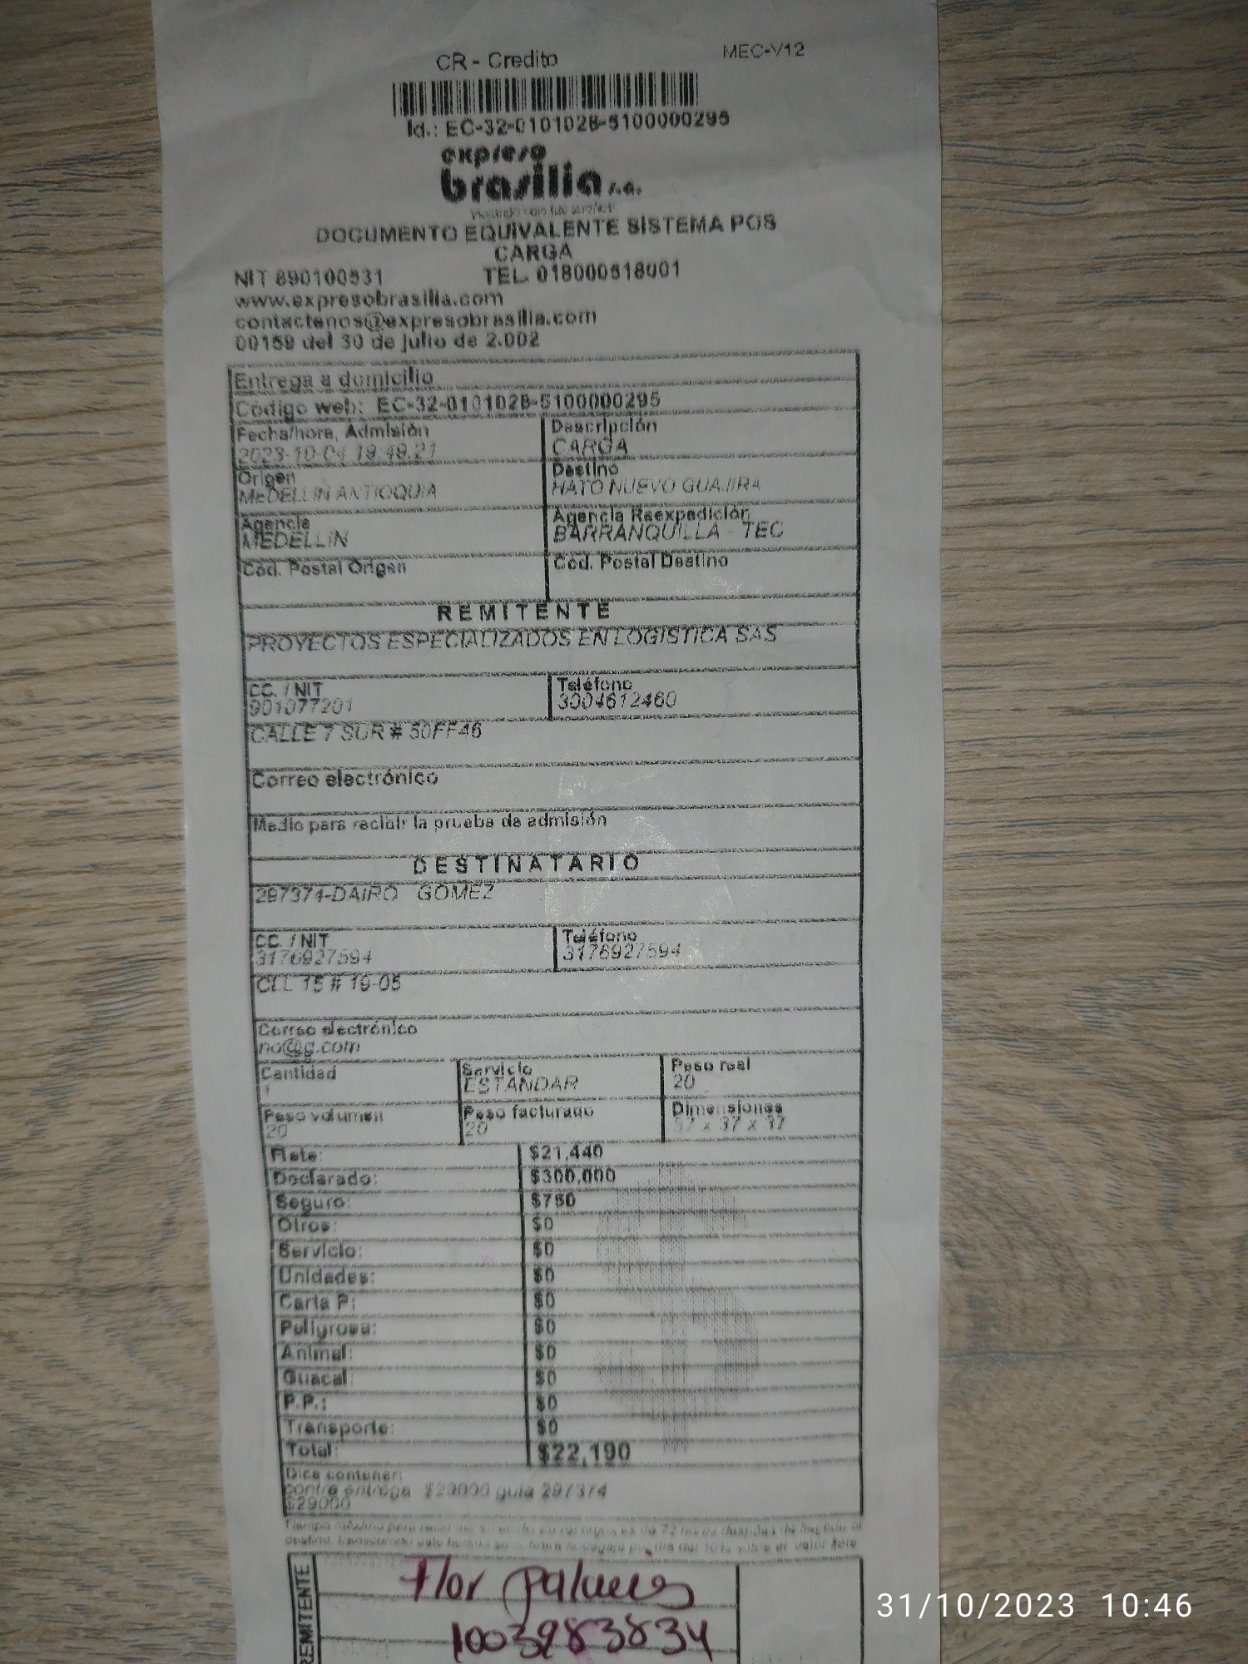 CR - Credito MEC-V12
Id.: EC-32-0101028-5100000295
expreso
brasilia s.a.
DOCUMENTO EQUIVALENTE SISTEMA POS
CARGA
NIT 890100531 TEL. 018000518001
www.expresobrasilia.com
contactenos@expresobrasilia.com
00159 del 30 de julio de 2.002
Entrega a domicilio
Código web: EC-32-0101028-5100000295
Fecha/hora, Admisión Descripción
2023-10-04 19:49:21 CARGA
Origen Destino
MeDELLIN ANTIOQUIA HATO NUEVO GUAJIRA
Agencia Agencia Reexpedición
MEDELLIN BARRANQUILLA - TEC
Cód. Postal Origen Cód. Postal Destino
REMITENTE
PROYECTOS ESPECIALIZADOS EN LOGISTICA SAS
CC. / NIT Teléfono
901077201 3004612460
CALLE 7 SUR # 50FF46
Correo electrónico
Medio para recibir la prueba de admisión
DESTINATARIO
297374-DAIRO GOMEZ
CC. / NIT Teléfono
3176927594 3176927594
CLL 15 # 19-05
Correo electrónico
no@g.com
Cantidad Servicio Peso real
1 ESTANDAR 20
Peso volumen Peso facturado Dimensiones
20 20 37 x 37 x 37
Flete: $21,440
Declarado: $300,000
Seguro: $750
Otros: $0
Servicio: $0
Unidades: $0
Carta P: $0
Peligrosa: $0
Animal: $0
Guacal: $0
P.P.: $0
Transporte: $0
Total: $22,190
Dice contener:
contra entrega $29000 guia 297374
$29000
REMITENTE
Flor
1003983834
31/10/2023 10:46